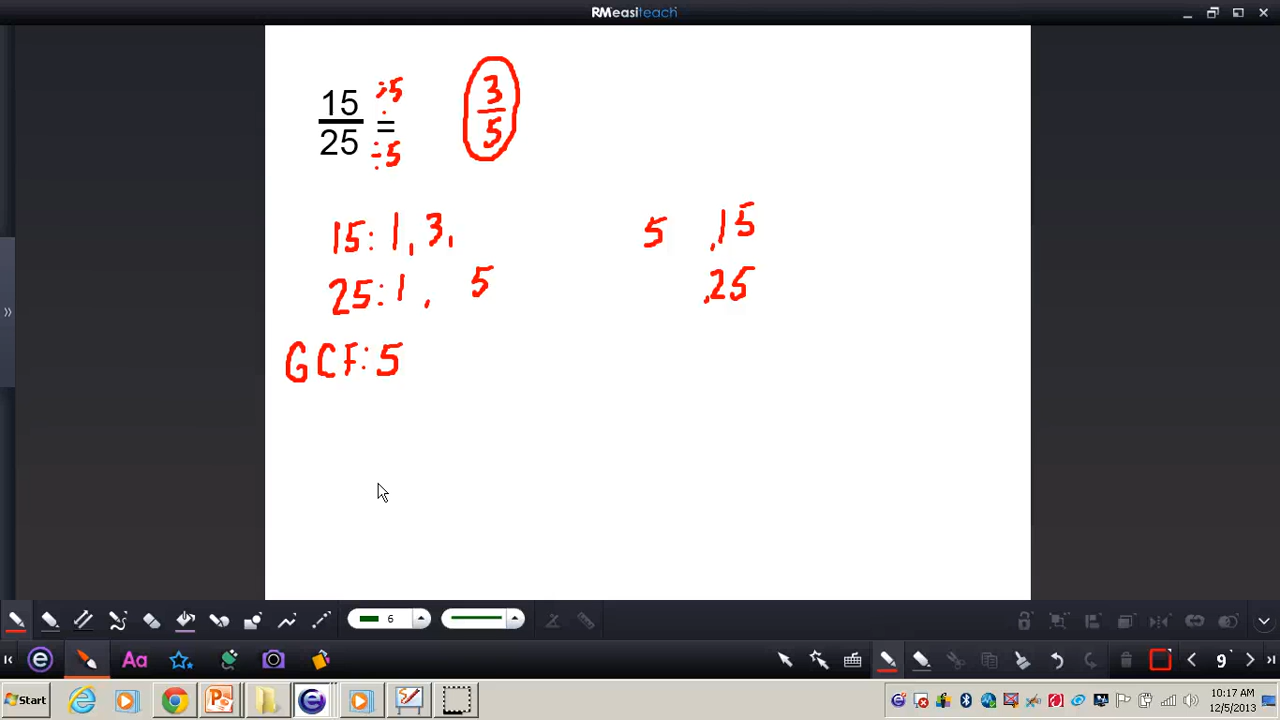 RMeasiteach
15 ÷5 3
= 
25 ÷5 5
15: 1, 3, 5 ,15
25: 1, 5 ,25
GCF: 5
6
Aa
9
Start
10:17 AM
12/5/2013